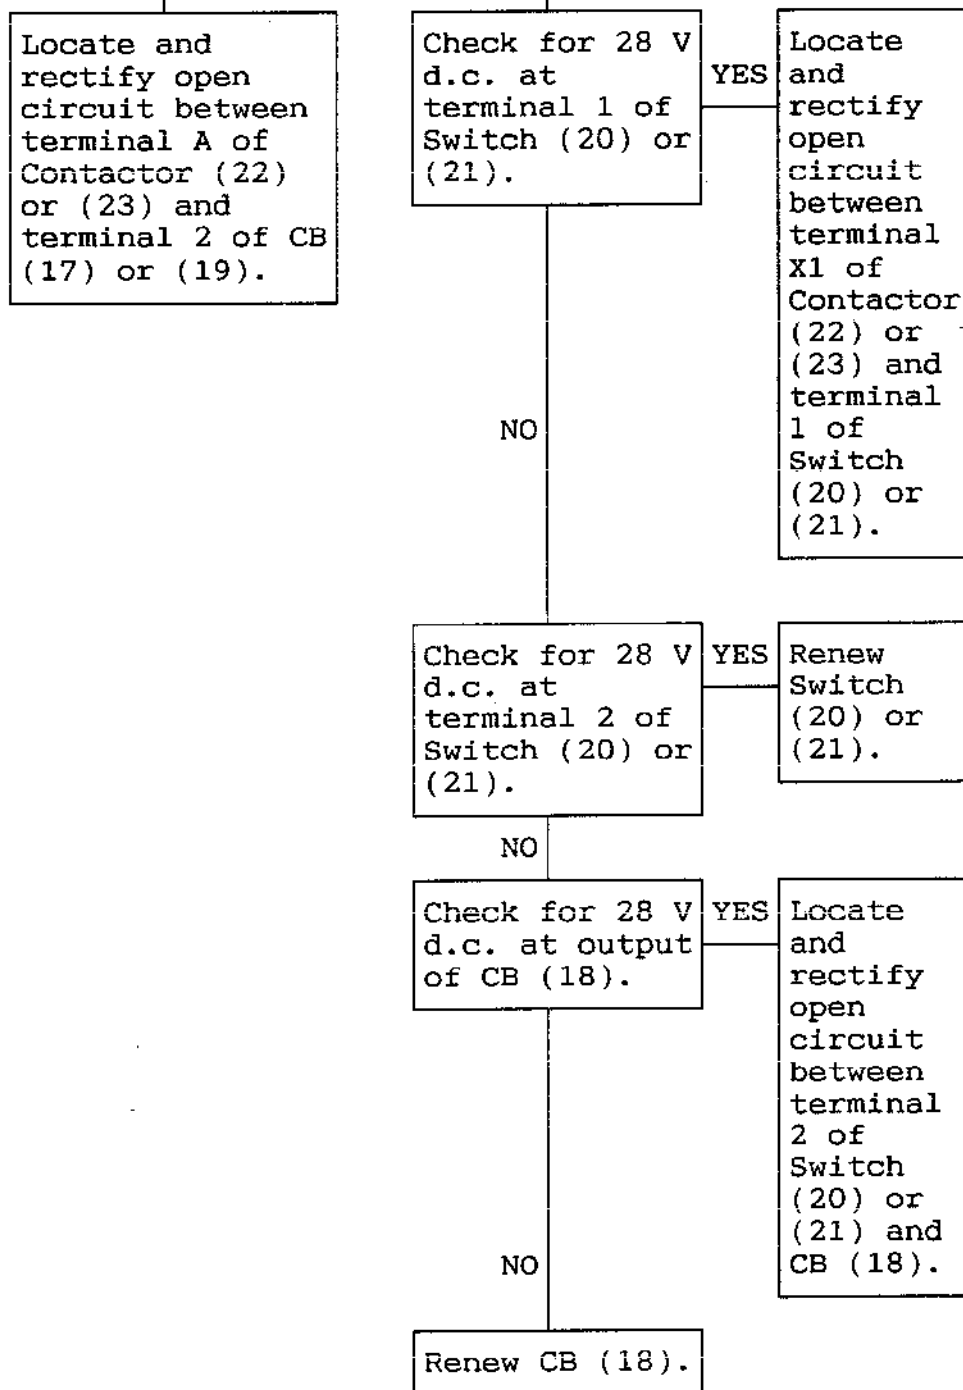 Locate and
rectify open
circuit between
terminal A of
Contactor (22)
or (23) and
terminal 2 of CB
(17) or (19).
Check for 28 V
d.c. at
terminal 1 of
Switch (20) or
(21).
YES
Locate
and
rectify
open
circuit
between
terminal
X1 of
Contactor
(22) or
(23) and
terminal
1 of
Switch
(20) or
(21).
NO
Check for 28 V
d.c. at
terminal 2 of
Switch (20) or
(21).
YES
Renew
Switch
(20) or
(21).
NO
Check for 28 V
d.c. at output
of CB (18).
YES
Locate
and
rectify
open
circuit
between
terminal
2 of
Switch
(20) or
(21) and
CB (18).
NO
Renew CB (18).